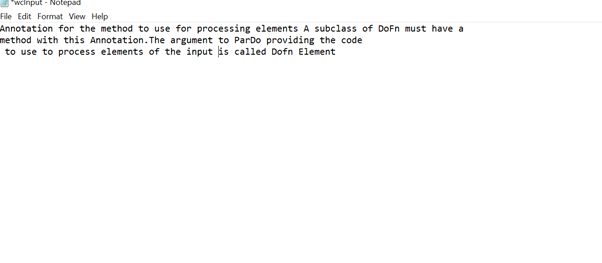 *wcInput - Notepad
File Edit Format View Help
Annotation for the method to use for processing elements A subclass of DoFn must have a
method with this Annotation.The argument to ParDo providing the code
to use to process elements of the input is called Dofn Element